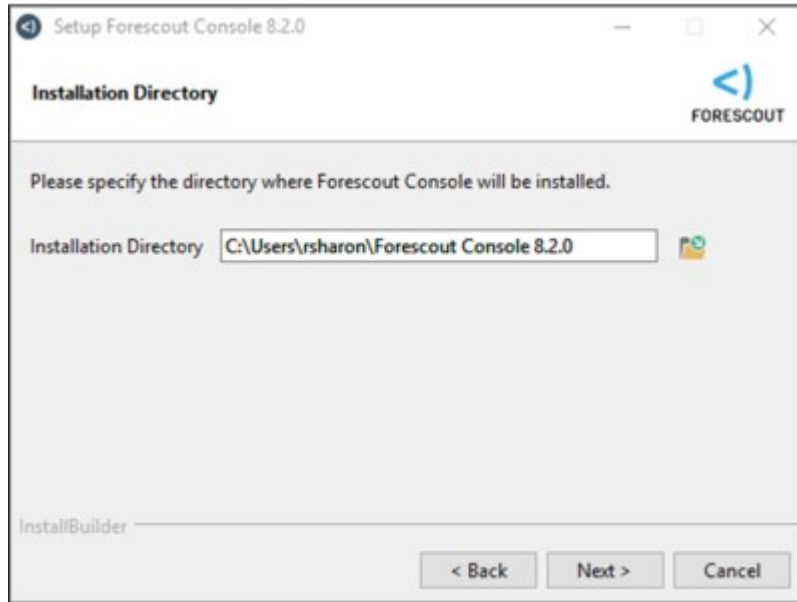 Setup Forescout Console 8.2.0
Installation Directory
FORESCOUT
Please specify the directory where Forescout Console will be installed.
Installation Directory C:\Users\rsharon\Forescout Console 8.2.0
InstallBuilder
< Back Next > Cancel